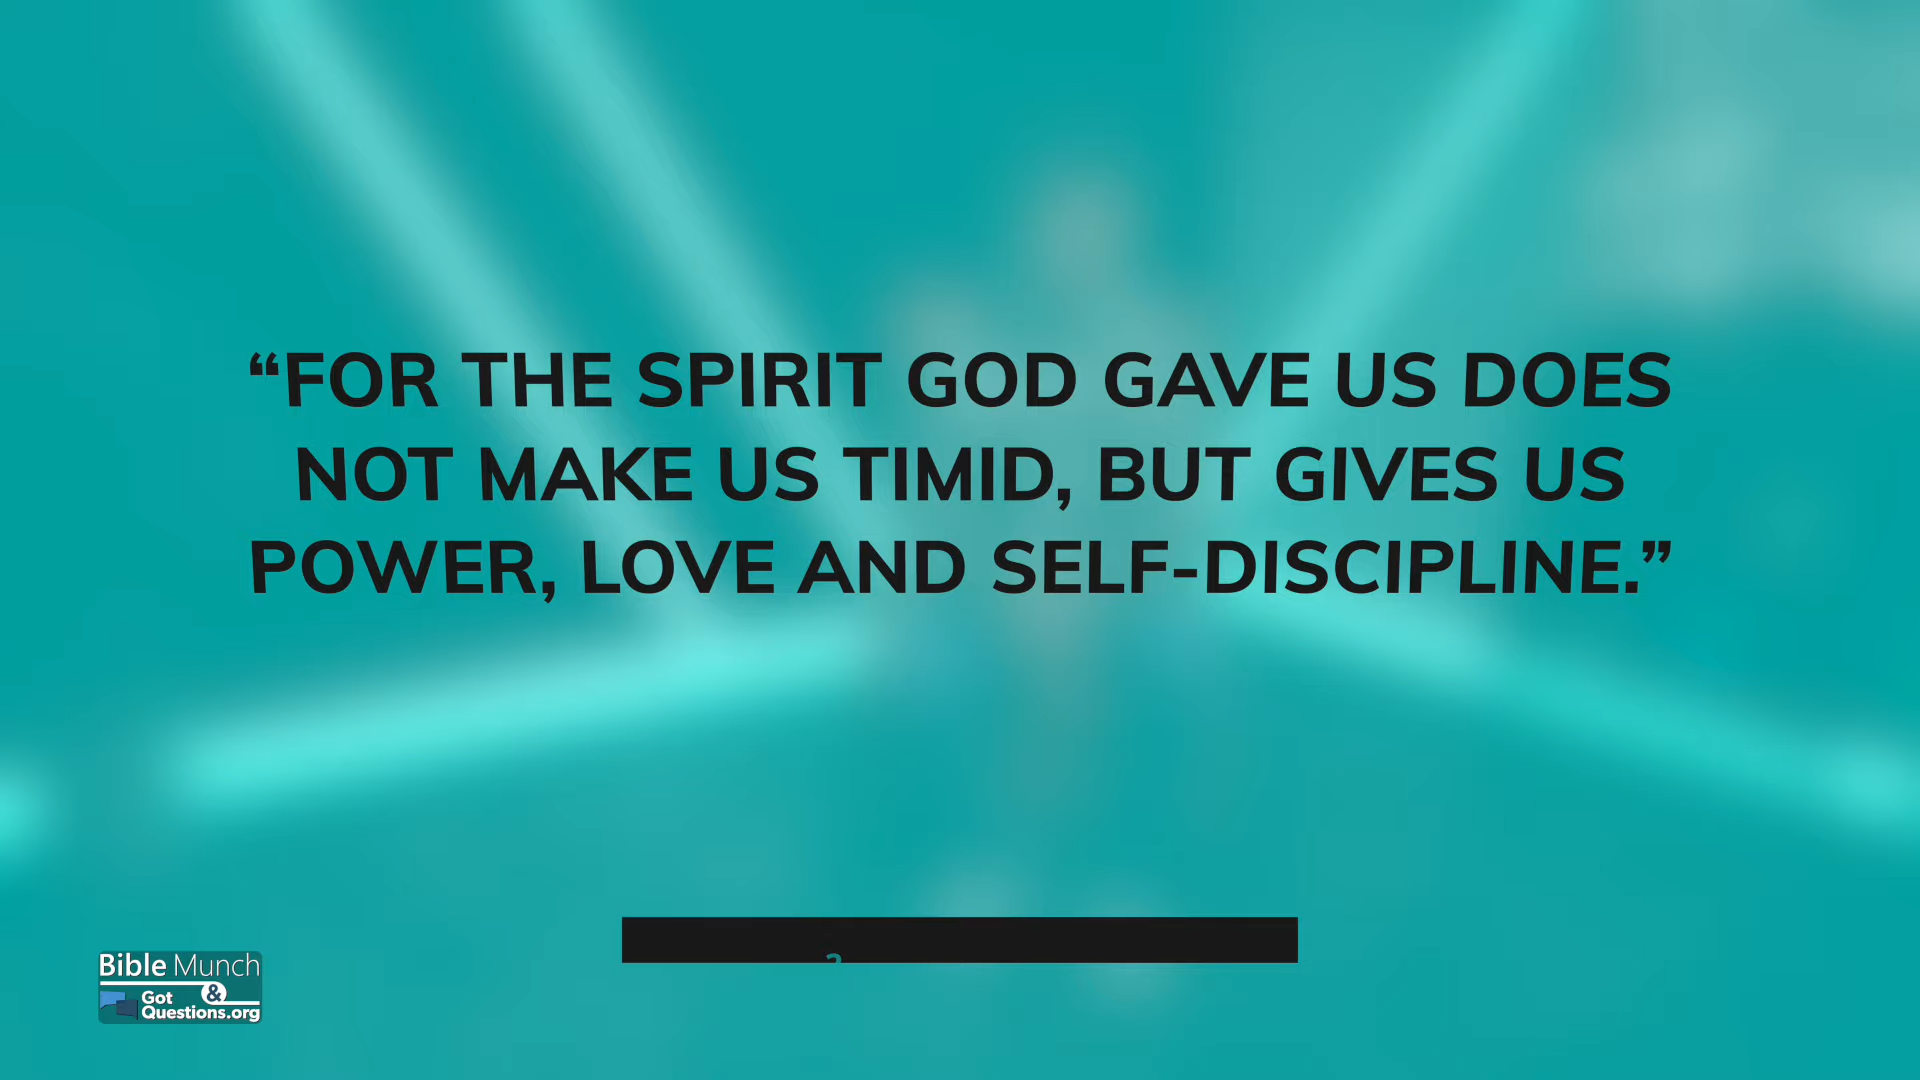 “FOR THE SPIRIT GOD GAVE US DOES
NOT MAKE US TIMID, BUT GIVES US
POWER, LOVE AND SELF-DISCIPLINE.”
Bible Munch
&
Got
Questions.org